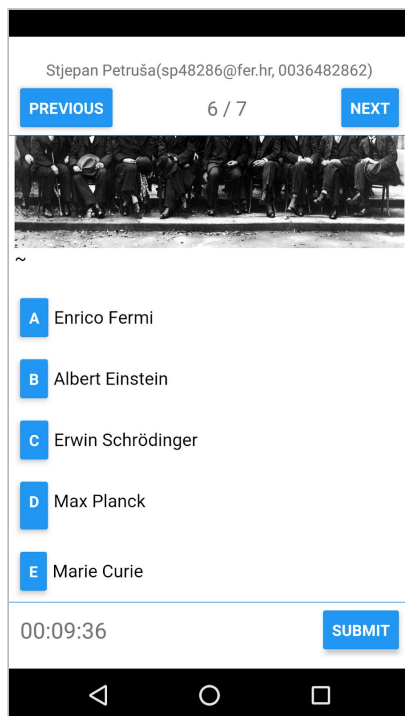 Stjepan Petruša(sp48286@fer.hr, 0036482862)
PREVIOUS 6 / 7 NEXT
~
A Enrico Fermi
B Albert Einstein
C Erwin Schrödinger
D Max Planck
E Marie Curie
00:09:36 SUBMIT